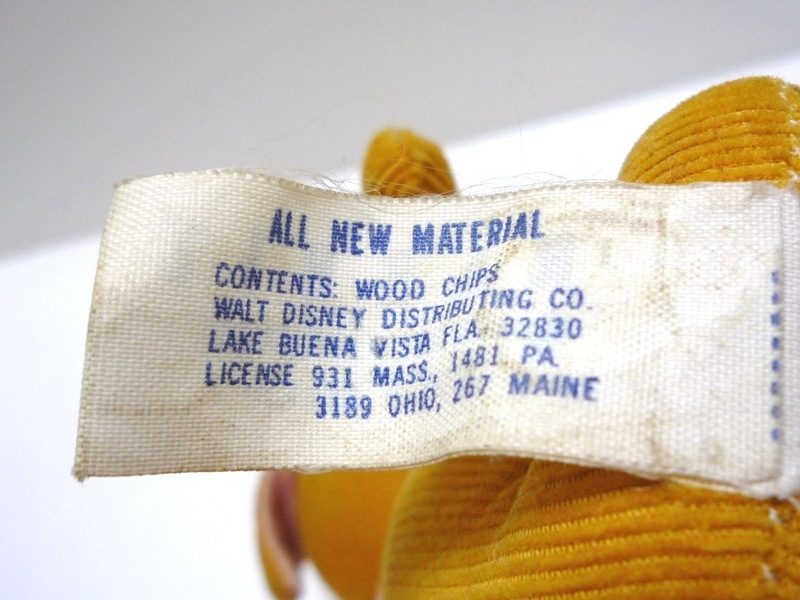 ALL NEW MATERIAL
CONTENTS: WOOD CHIPS
WALT DISNEY DISTRIBUTING CO.
LAKE BUENA VISTA FLA. 32830
LICENSE 931 MASS., 1481 PA.
3189 OHIO, 267 MAINE